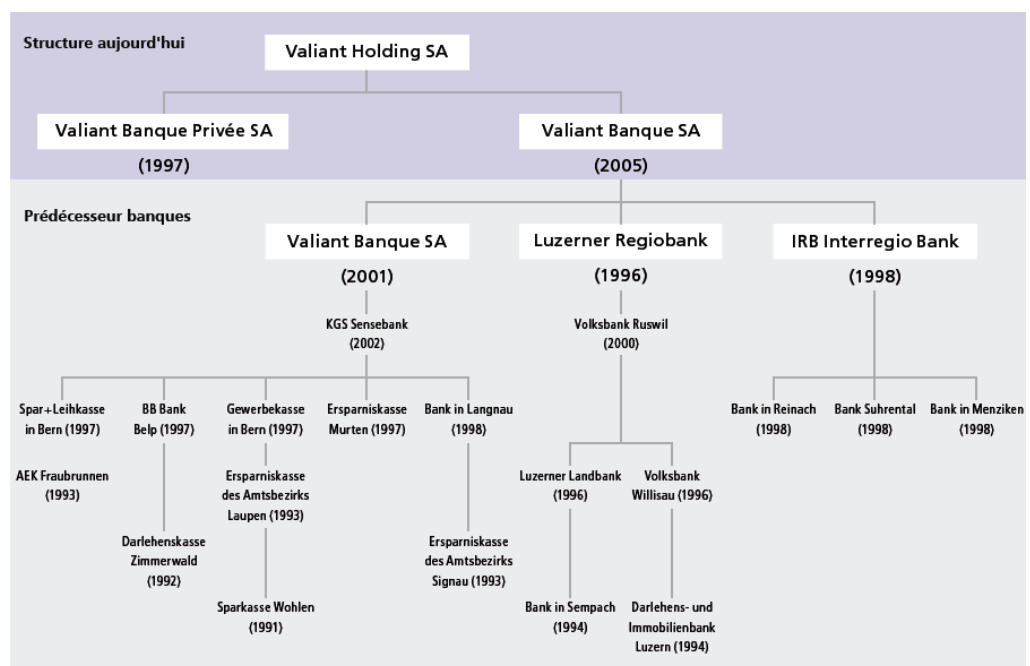 Structure aujourd'hui
Valiant Holding SA
Valiant Banque Privée SA
(1997)
Valiant Banque SA
(2005)
Prédécesseur banques
Valiant Banque SA
(2001)
Luzerner Regiobank
(1996)
IRB Interregio Bank
(1998)
KGS Sensebank
(2002)
Volksbank Ruswil
(2000)
Spar+Leihkasse
in Bern (1997)
BB Bank
Belp (1997)
Gewerbekasse
in Bern (1997)
Ersparniskasse
Murten (1997)
Bank in Langnau
(1998)
Bank in Reinach
(1998)
Bank Suhrental
(1998)
Bank in Menziken
(1998)
AEK Fraubrunnen
(1993)
Ersparniskasse
des Amtsbezirks
Laupen (1993)
Luzerner Landbank
(1996)
Volksbank
Willisau (1996)
Darlehenskasse
Zimmerwald
(1992)
Ersparniskasse
des Amtsbezirks
Signau (1993)
Sparkasse Wohlen
(1991)
Bank in Sempach
(1994)
Darlehens- und
Immobilienbank
Luzern (1994)